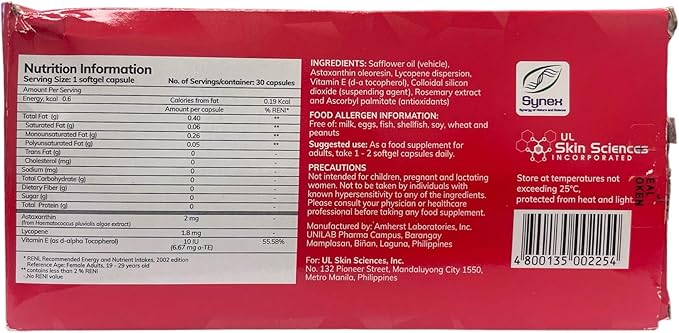 Nutrition Information
Serving Size: 1 softgel capsule No. of Servings/container: 30 capsules
Amount Per Serving
Energy, kcal 0.6 Calories from fat 0.19 Kcal
Amount per capsule % RENI*
Total Fat (g) 0.40 **
Saturated Fat (g) 0.06 **
Monounsaturated Fat (g) 0.26 **
Polyunsaturated Fat (g) 0.05 **
Trans Fat (g) 0 -
Cholesterol (mg) 0 -
Sodium (mg) 0 -
Total Carbohydrate (g) 0 -
Dietary Fiber (g) 0 -
Sugar (g) 0 -
Total Protein (g) 0 -
Astaxanthin 2 mg -
(from Haematococcus pluvialis algae extract)
Lycopene 1.8 mg -
Vitamin E (as d-alpha Tocopherol) 10 IU 55.58%
(6.67 mg α-TE)
* RENI, Recommended Energy and Nutrient Intakes, 2002 edition
Reference Age: Female Adults, 19 - 29 years old
** contains less than 2 % RENI
- No RENI value
INGREDIENTS: Safflower oil (vehicle),
Astaxanthin oleoresin, Lycopene dispersion,
Vitamin E (d-α tocopherol), Colloidal silicon
dioxide (suspending agent), Rosemary extract
and Ascorbyl palmitate (antioxidants)
FOOD ALLERGEN INFORMATION:
Free of: milk, eggs, fish, shellfish, soy, wheat and
peanuts
Suggested use: As a food supplement for
adults, take 1 - 2 softgel capsules daily.
PRECAUTIONS
Not intended for children, pregnant and lactating
women. Not to be taken by individuals with
known hypersensitivity to any of the ingredients.
Please consult your physician or healthcare
professional before taking any food supplement.
Manufactured by: Amherst Laboratories, Inc.
UNILAB Pharma Campus, Barangay
Mamplasan, Biñan, Laguna, Philippines
For: UL Skin Sciences, Inc.
No. 132 Pioneer Street, Mandaluyong City 1550,
Metro Manila, Philippines
Synex
Synergy of Nature and Science
UL
Skin Sciences
INCORPORATED
Store at temperatures not
exceeding 25°C,
protected from heat and light.
4 800135 002254
EAL
OKEN